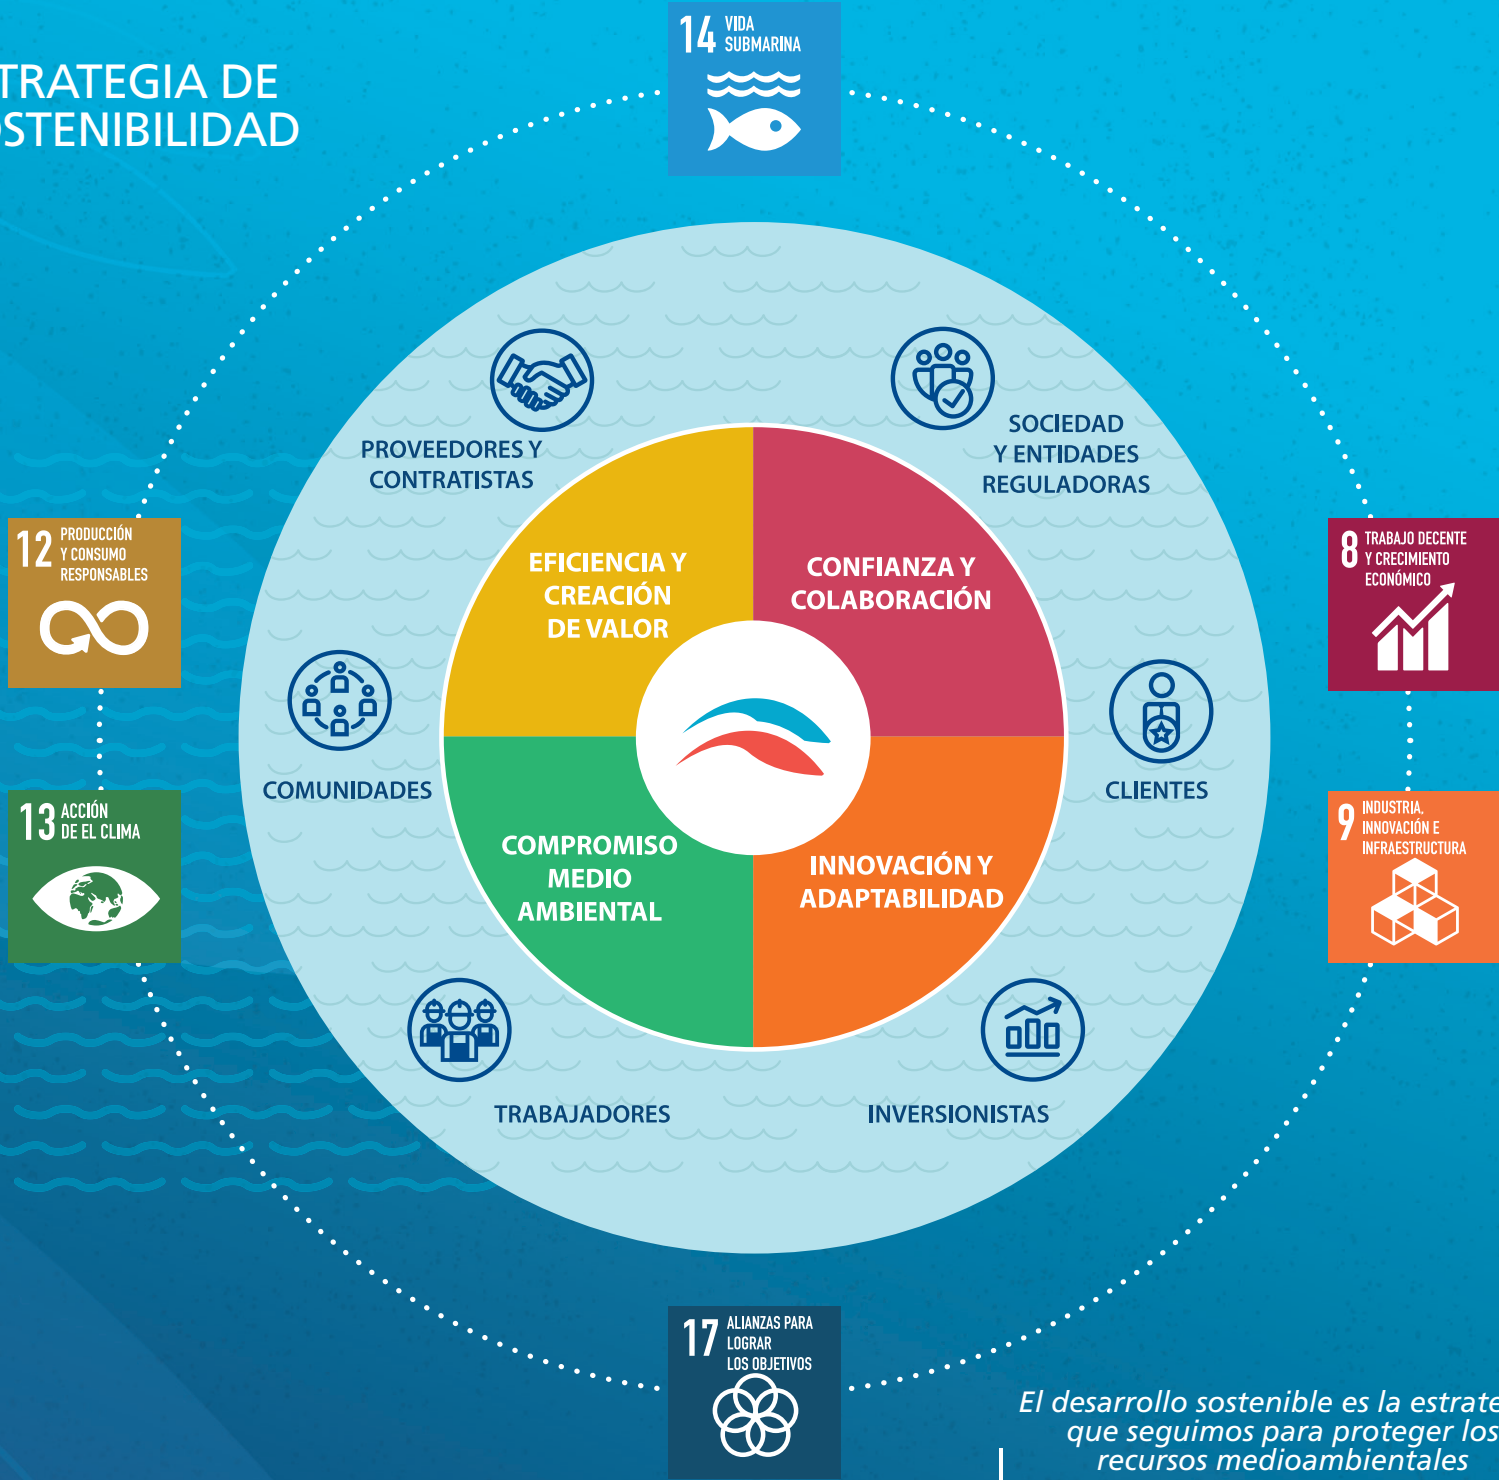 TRATEGIA DE
OSTENIBILIDAD
14 VIDA
SUBMARINA
PROVEEDORES Y
CONTRATISTAS
SOCIEDAD
Y ENTIDADES
REGULADORAS
12 PRODUCCIÓN
Y CONSUMO
RESPONSABLES
EFICIENCIA Y
CREACIÓN
DE VALOR
CONFIANZA Y
COLABORACIÓN
8 TRABAJO DECENTE
Y CRECIMIENTO
ECONÓMICO
COMUNIDADES
CLIENTES
13 ACCIÓN
DE EL CLIMA
COMPROMISO
MEDIO
AMBIENTAL
INNOVACIÓN Y
ADAPTABILIDAD
9 INDUSTRIA,
INNOVACIÓN E
INFRAESTRUCTURA
TRABAJADORES
INVERSIONISTAS
17 ALIANZAS PARA
LOGRAR
LOS OBJETIVOS
El desarrollo sostenible es la estrate
que seguimos para proteger los
recursos medioambientales